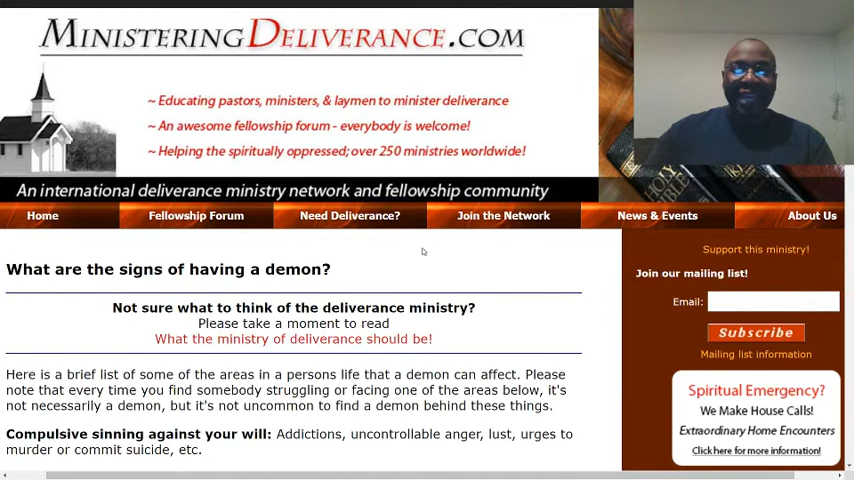 MINISTERINGDELIVERANCE.COM
~ Educating pastors, ministers, & laymen to minister deliverance
~ An awesome fellowship forum - everybody is welcome!
~ Helping the spiritually oppressed; over 250 ministries worldwide!
An international deliverance ministry network and fellowship community
HOLY BIBLE
Home Fellowship Forum Need Deliverance? Join the Network News & Events About Us
What are the signs of having a demon?
Not sure what to think of the deliverance ministry?
Please take a moment to read
What the ministry of deliverance should be!
Here is a brief list of some of the areas in a persons life that a demon can affect. Please
note that every time you find somebody struggling or facing one of the areas below, it's
not necessarily a demon, but it's not uncommon to find a demon behind these things.
Compulsive sinning against your will: Addictions, uncontrollable anger, lust, urges to
murder or commit suicide, etc.
Support this ministry!
Join our mailing list!
Email:
Subscribe
Mailing list information
Spiritual Emergency?
We Make House Calls!
Extraordinary Home Encounters
Click here for more information!